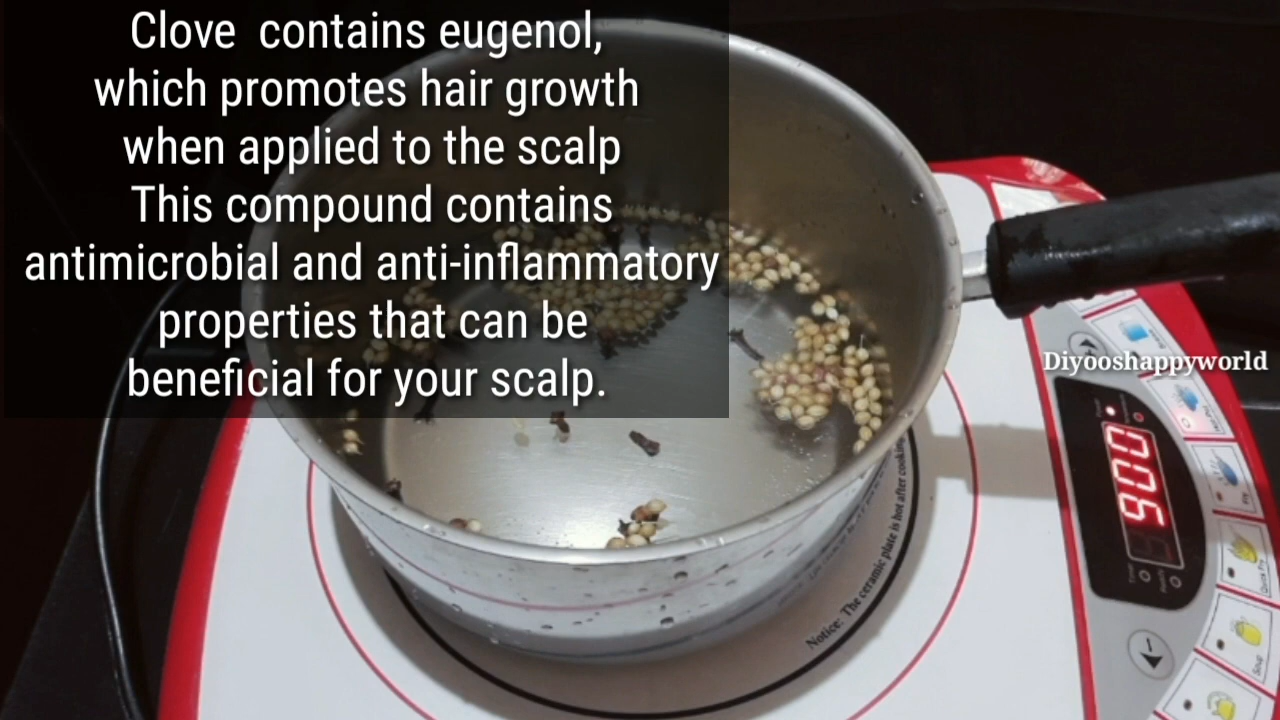 Clove contains eugenol,
which promotes hair growth
when applied to the scalp
This compound contains
antimicrobial and anti-inflammatory
properties that can be
beneficial for your scalp.
Diyooshappyworld
900
Notice: The ceramic plate is hot after cooking
Soup